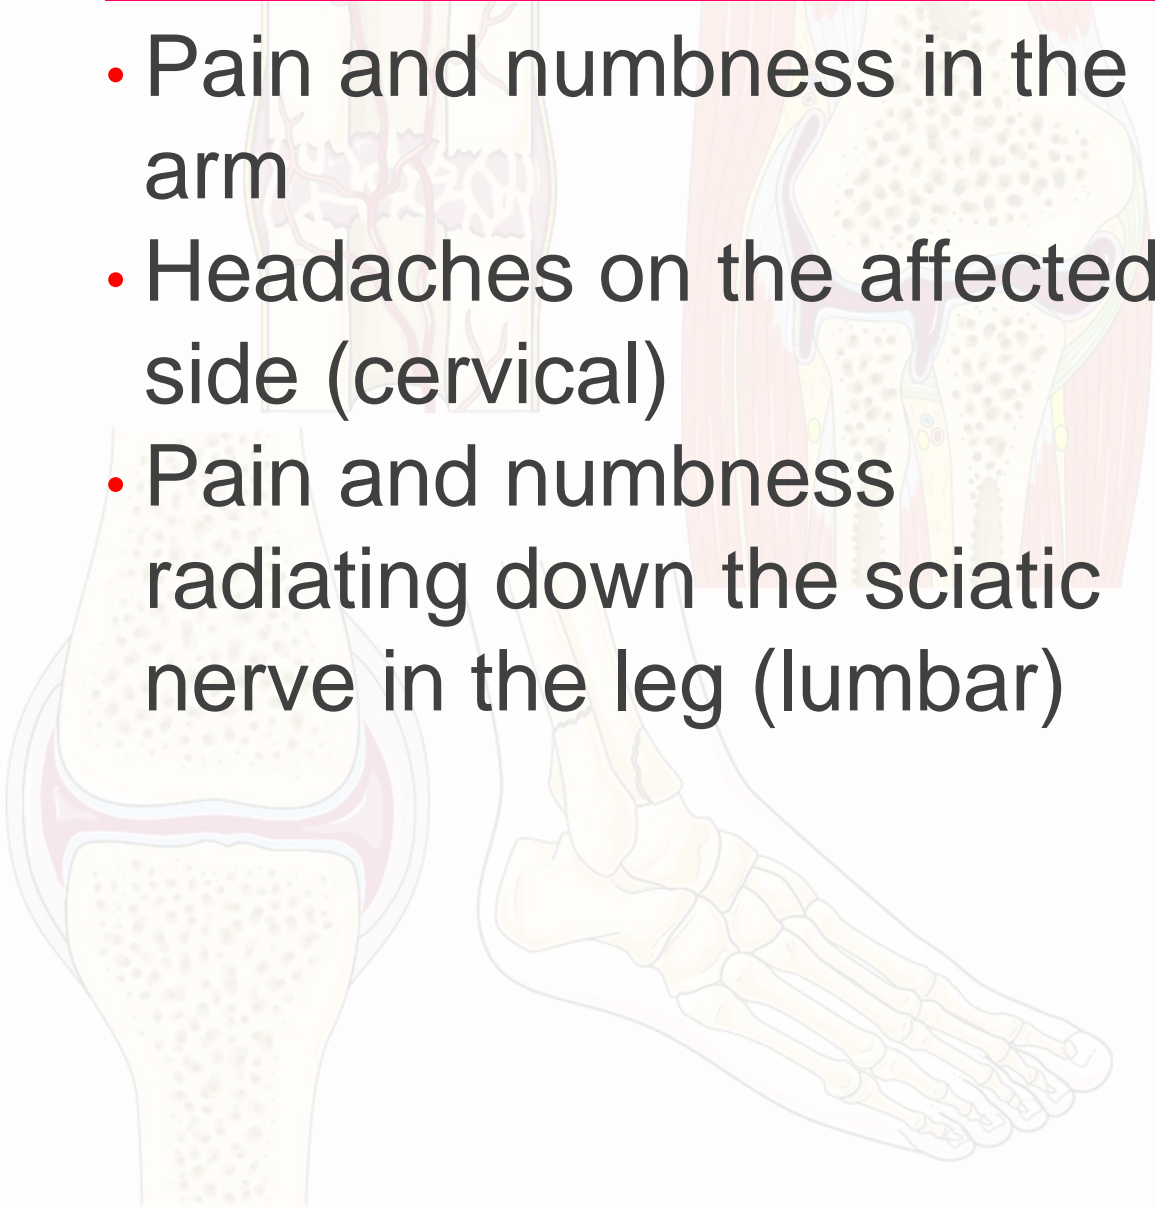 • Pain and numbness in the
arm
• Headaches on the affected
side (cervical)
• Pain and numbness
radiating down the sciatic
nerve in the leg (lumbar)